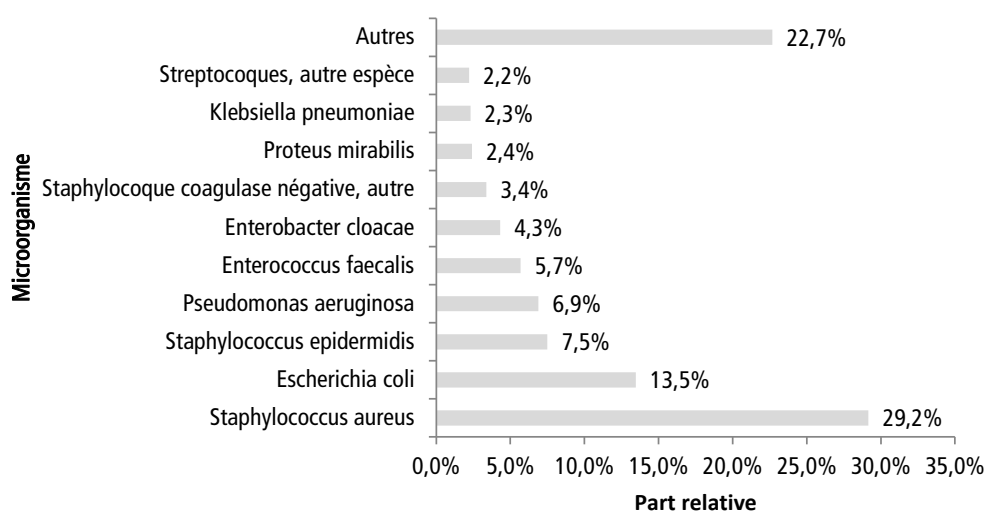 Microorganisme
Autres 22,7%
Streptocoques, autre espèce 2,2%
Klebsiella pneumoniae 2,3%
Proteus mirabilis 2,4%
Staphylocoque coagulase négative, autre 3,4%
Enterobacter cloacae 4,3%
Enterococcus faecalis 5,7%
Pseudomonas aeruginosa 6,9%
Staphylococcus epidermidis 7,5%
Escherichia coli 13,5%
Staphylococcus aureus 29,2%
0,0% 5,0% 10,0% 15,0% 20,0% 25,0% 30,0% 35,0%
Part relative